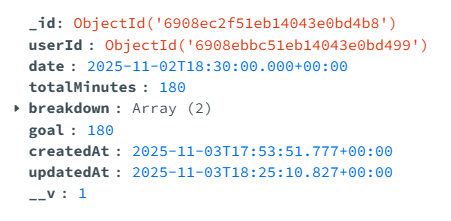 _id: ObjectId('6908ec2f51eb14043e0bd4b8')
userId : ObjectId('6908ebbc51eb14043e0bd499')
date : 2025-11-02T18:30:00.000+00:00
totalMinutes : 180
breakdown : Array (2)
goal : 180
createdAt : 2025-11-03T17:53:51.777+00:00
updatedAt : 2025-11-03T18:25:10.827+00:00
__v : 1